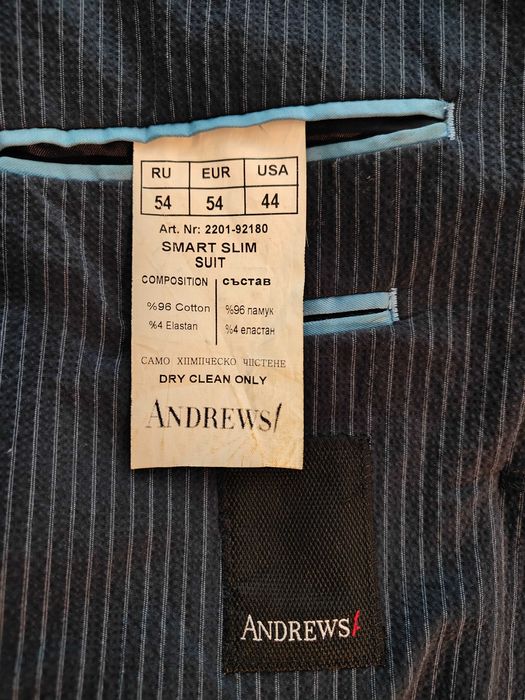 RU EUR USA
54 54 44
Art. Nr: 2201-92180
SMART SLIM
SUIT
COMPOSITION | състав
%96 Cotton | %96 памук
%4 Elastan | %4 еластан
САМО ХИМИЧЕСКО ЧИСТЕНЕ
DRY CLEAN ONLY
ANDREWS/
ANDREWS/